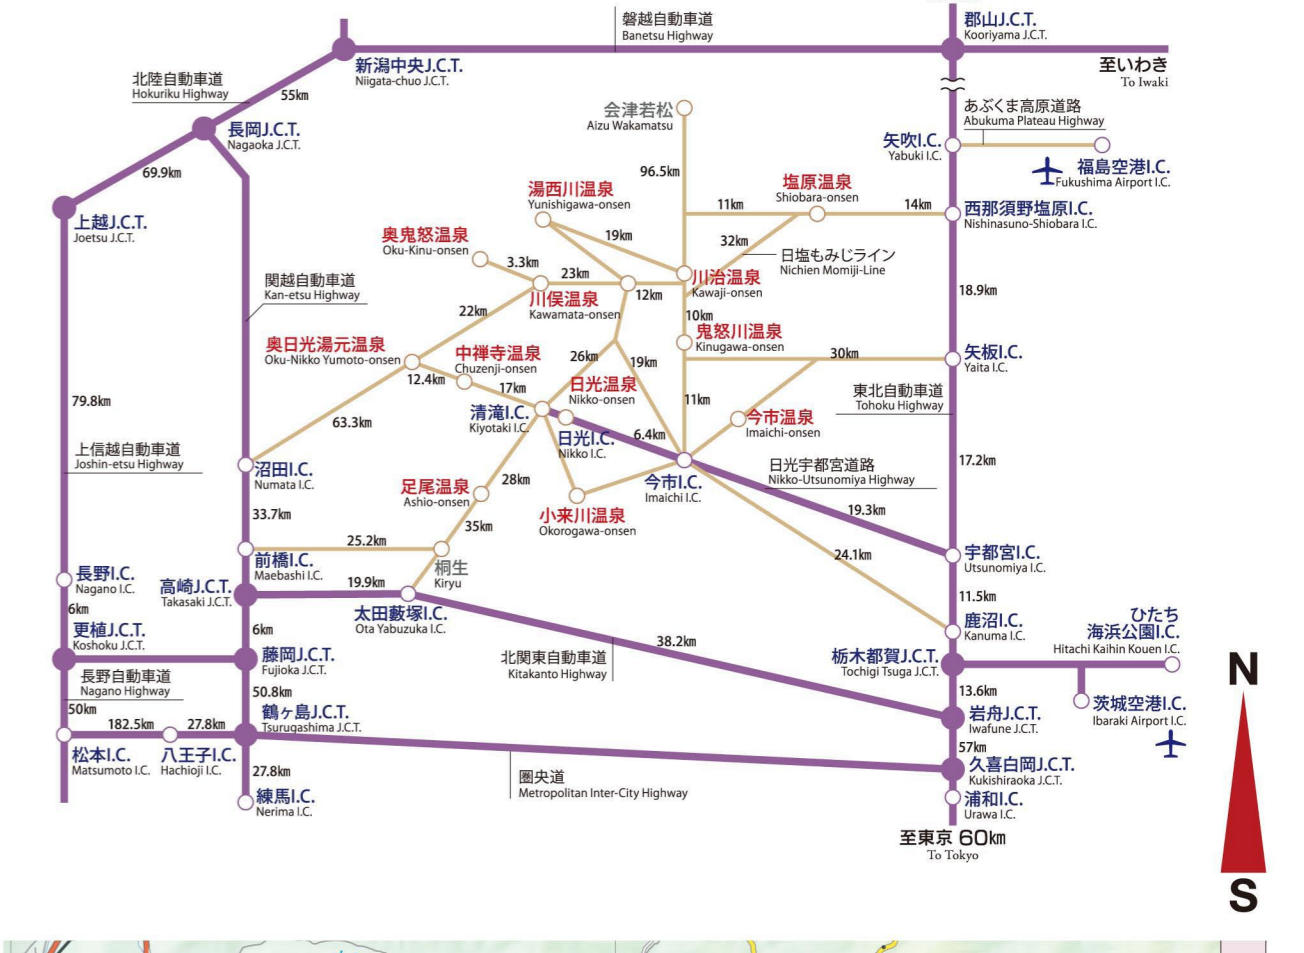 磐越自動車道
Banetsu Highway
郡山J.C.T.
Kooriyama J.C.T.
新潟中央J.C.T.
Niigata-chuo J.C.T.
至いわき
To Iwaki
北陸自動車道
Hokuriku Highway
55km
会津若松
Aizu Wakamatsu
あぶくま高原道路
Abukuma Plateau Highway
長岡J.C.T.
Nagaoka J.C.T.
矢吹I.C.
Yabuki I.C.
福島空港I.C.
Fukushima Airport I.C.
69.9km
96.5km
湯西川温泉
Yunishigawa-onsen
塩原温泉
Shiobara-onsen
11km
14km
西那須野塩原I.C.
Nishinasuno-Shiobara I.C.
上越J.C.T.
Joetsu J.C.T.
奥鬼怒温泉
Oku-Kinu-onsen
19km
32km
日塩もみじライン
Nichien Momiji-Line
3.3km
23km
川治温泉
Kawaji-onsen
関越自動車道
Kan-etsu Highway
川俣温泉
Kawamata-onsen
12km
18.9km
22km
10km
鬼怒川温泉
Kinugawa-onsen
奥日光湯元温泉
Oku-Nikko Yumoto-onsen
中禅寺温泉
Chuzenji-onsen
26km
19km
30km
矢板I.C.
Yaita I.C.
12.4km
17km
日光温泉
Nikko-onsen
11km
東北自動車道
Tohoku Highway
79.8km
63.3km
清滝I.C.
Kiyotaki I.C.
今市温泉
Imaichi-onsen
日光I.C.
Nikko I.C.
6.4km
上信越自動車道
Joshin-etsu Highway
沼田I.C.
Numata I.C.
日光宇都宮道路
Nikko-Utsunomiya Highway
17.2km
足尾温泉
Ashio-onsen
28km
今市I.C.
Imaichi I.C.
33.7km
35km
小来川温泉
Okorogawa-onsen
19.3km
25.2km
24.1km
前橋I.C.
Maebashi I.C.
桐生
Kiryu
宇都宮I.C.
Utsunomiya I.C.
長野I.C.
Nagano I.C.
高崎J.C.T.
Takasaki J.C.T.
19.9km
11.5km
6km
太田藪塚I.C.
Ota Yabuzuka I.C.
鹿沼I.C.
Kanuma I.C.
ひたち
海浜公園I.C.
Hitachi Kaihin Kouen I.C.
更植J.C.T.
Koshoku J.C.T.
6km
38.2km
藤岡J.C.T.
Fujioka J.C.T.
北関東自動車道
Kitakanto Highway
栃木都賀J.C.T.
Tochigi Tsuga J.C.T.
N
長野自動車道
Nagano Highway
50.8km
13.6km
50km
鶴ヶ島J.C.T.
Tsurugashima J.C.T.
岩舟J.C.T.
Iwafune J.C.T.
茨城空港I.C.
Ibaraki Airport I.C.
182.5km
27.8km
57km
松本I.C.
Matsumoto I.C.
八王子I.C.
Hachioji I.C.
27.8km
圏央道
Metropolitan Inter-City Highway
久喜白岡J.C.T.
Kukishiraoka J.C.T.
練馬I.C.
Nerima I.C.
浦和I.C.
Urawa I.C.
至東京 60km
To Tokyo
S